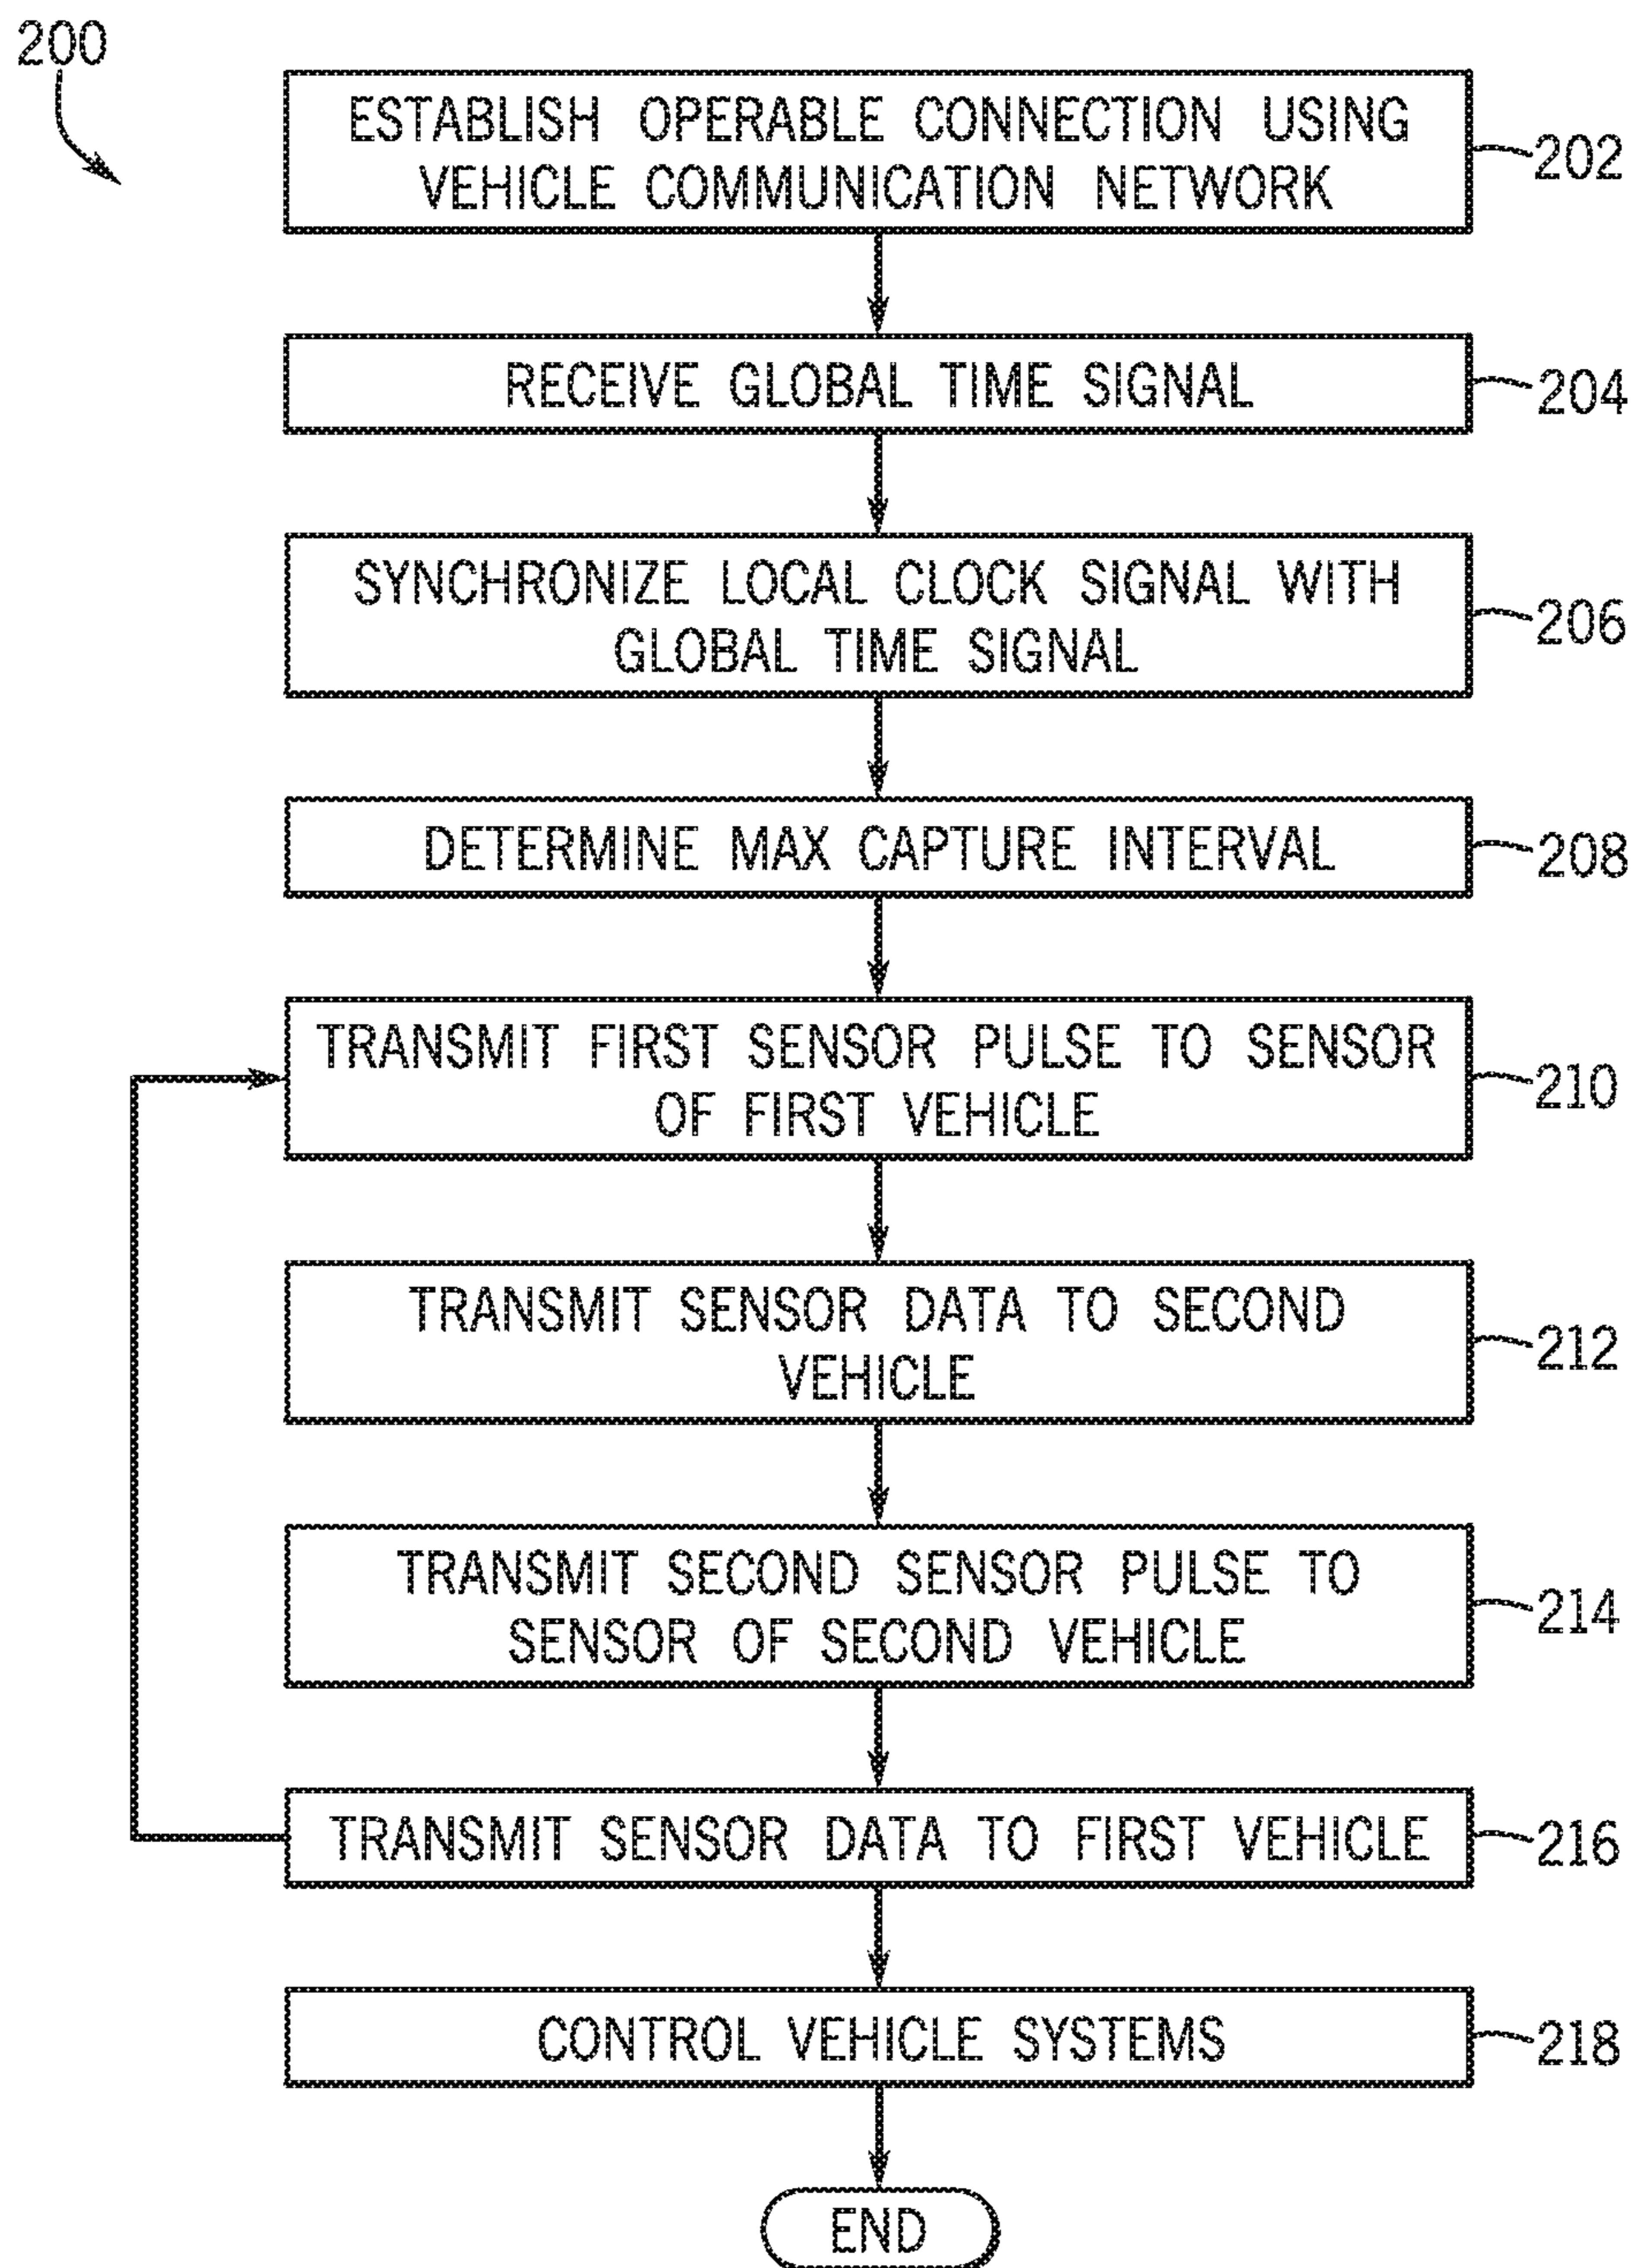 200
ESTABLISH OPERABLE CONNECTION USING
VEHICLE COMMUNICATION NETWORK
202
RECEIVE GLOBAL TIME SIGNAL
204
SYNCHRONIZE LOCAL CLOCK SIGNAL WITH
GLOBAL TIME SIGNAL
206
DETERMINE MAX CAPTURE INTERVAL
208
TRANSMIT FIRST SENSOR PULSE TO SENSOR
OF FIRST VEHICLE
210
TRANSMIT SENSOR DATA TO SECOND
VEHICLE
212
TRANSMIT SECOND SENSOR PULSE TO
SENSOR OF SECOND VEHICLE
214
TRANSMIT SENSOR DATA TO FIRST VEHICLE
216
CONTROL VEHICLE SYSTEMS
218
END